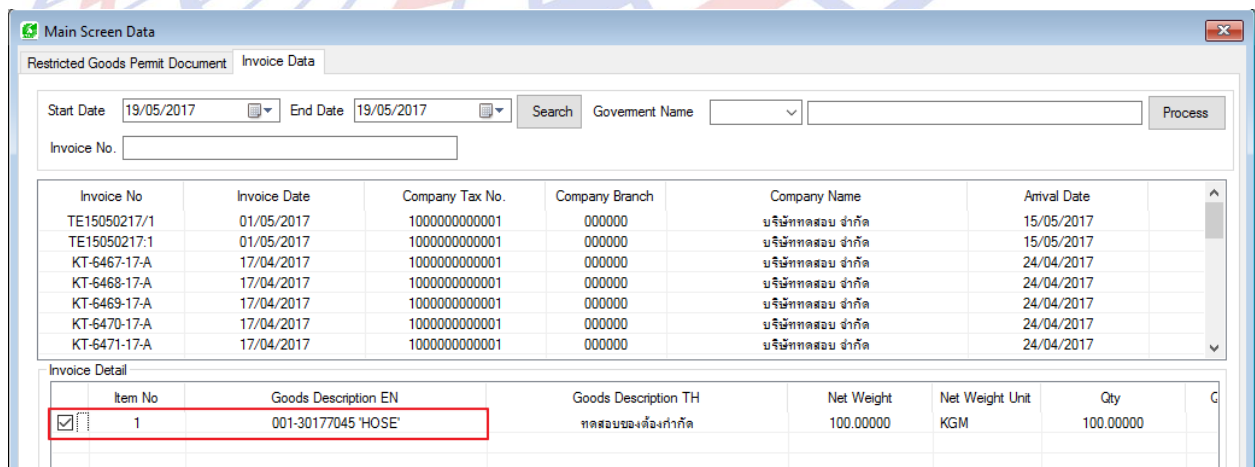 Main Screen Data
Restricted Goods Permit Document Invoice Data
Start Date 19/05/2017 End Date 19/05/2017 Search Goverment Name Process
Invoice No.
Invoice No Invoice Date Company Tax No. Company Branch Company Name Arrival Date
TE15050217/1 01/05/2017 1000000000001 000000 บริษัททดสอบ จำกัด 15/05/2017
TE15050217:1 01/05/2017 1000000000001 000000 บริษัททดสอบ จำกัด 15/05/2017
KT-6467-17-A 17/04/2017 1000000000001 000000 บริษัททดสอบ จำกัด 24/04/2017
KT-6468-17-A 17/04/2017 1000000000001 000000 บริษัททดสอบ จำกัด 24/04/2017
KT-6469-17-A 17/04/2017 1000000000001 000000 บริษัททดสอบ จำกัด 24/04/2017
KT-6470-17-A 17/04/2017 1000000000001 000000 บริษัททดสอบ จำกัด 24/04/2017
KT-6471-17-A 17/04/2017 1000000000001 000000 บริษัททดสอบ จำกัด 24/04/2017
Invoice Detail
Item No Goods Description EN Goods Description TH Net Weight Net Weight Unit Qty
1 001-30177045 'HOSE' ทดสอบของต้องกำกัด 100.00000 KGM 100.00000